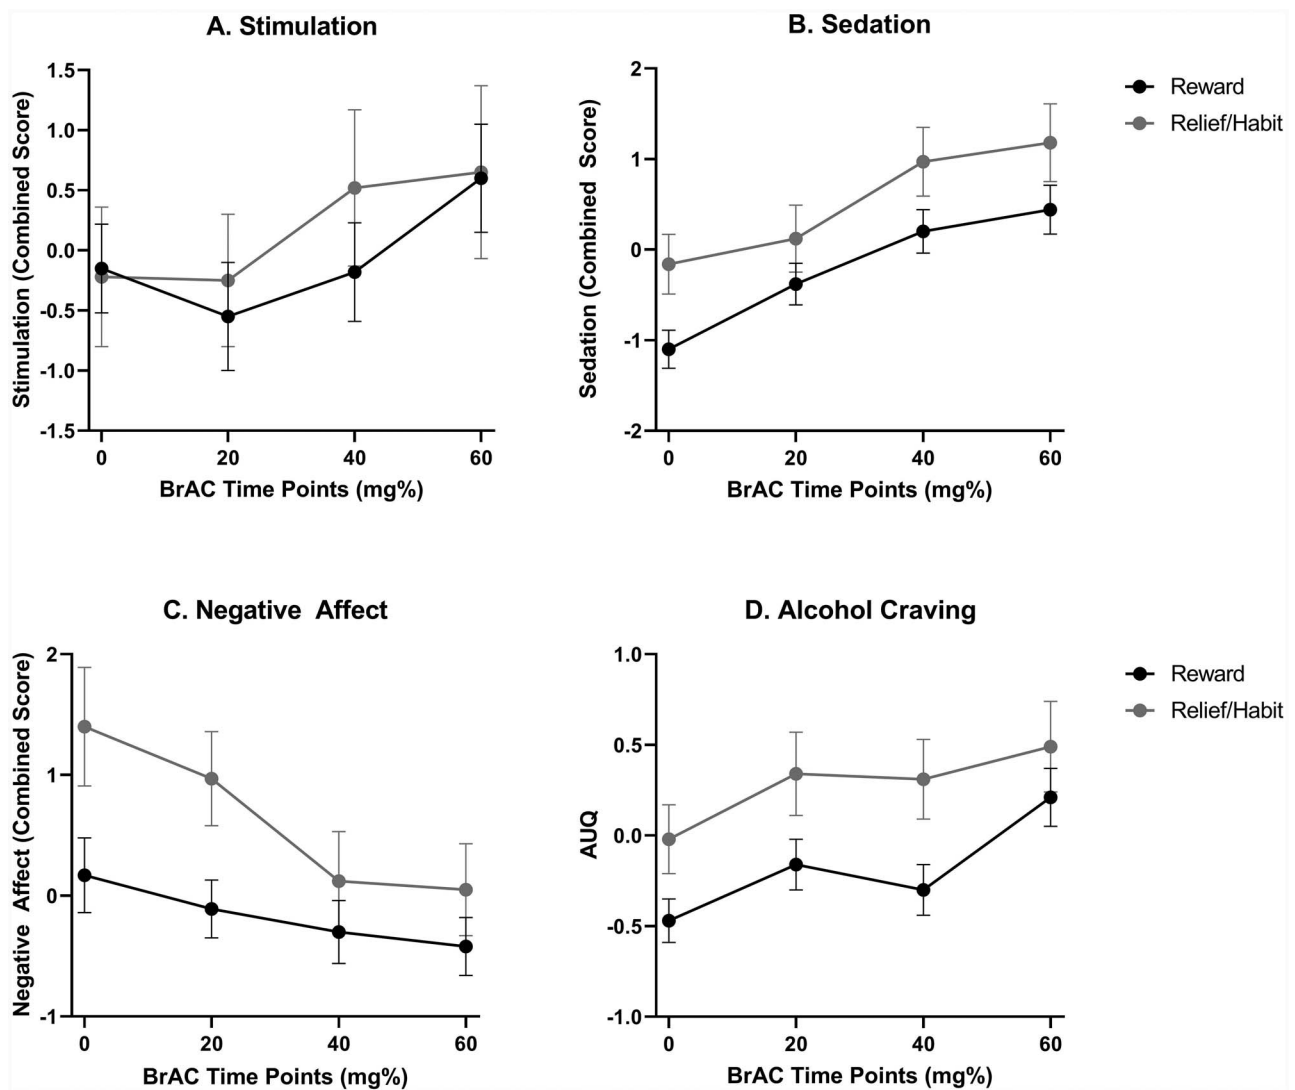 A. Stimulation
Stimulation (Combined Score)
1.5
1.0
0.5
0.0
-0.5
-1.0
-1.5
0 20 40 60
BrAC Time Points (mg%)
B. Sedation
Sedation (Combined Score)
2
1
0
-1
-2
0 20 40 60
BrAC Time Points (mg%)
Reward
Relief/Habit
C. Negative Affect
Negative Affect (Combined Score)
2
1
0
-1
0 20 40 60
BrAC Time Points (mg%)
D. Alcohol Craving
AUQ
1.0
0.5
0.0
-0.5
-1.0
0 20 40 60
BrAC Time Points (mg%)
Reward
Relief/Habit